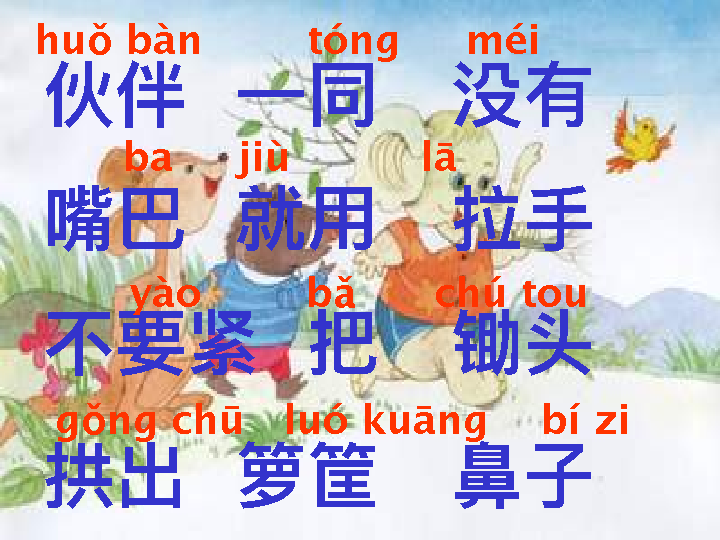 huǒ bàn tóng méi
伙伴 一同 没有
ba jiù lā
嘴巴 就用 拉手
yào bǎ chú tou
不要紧 把 锄头
gǒng chū luó kuāng bí zi
拱出 箩筐 鼻子